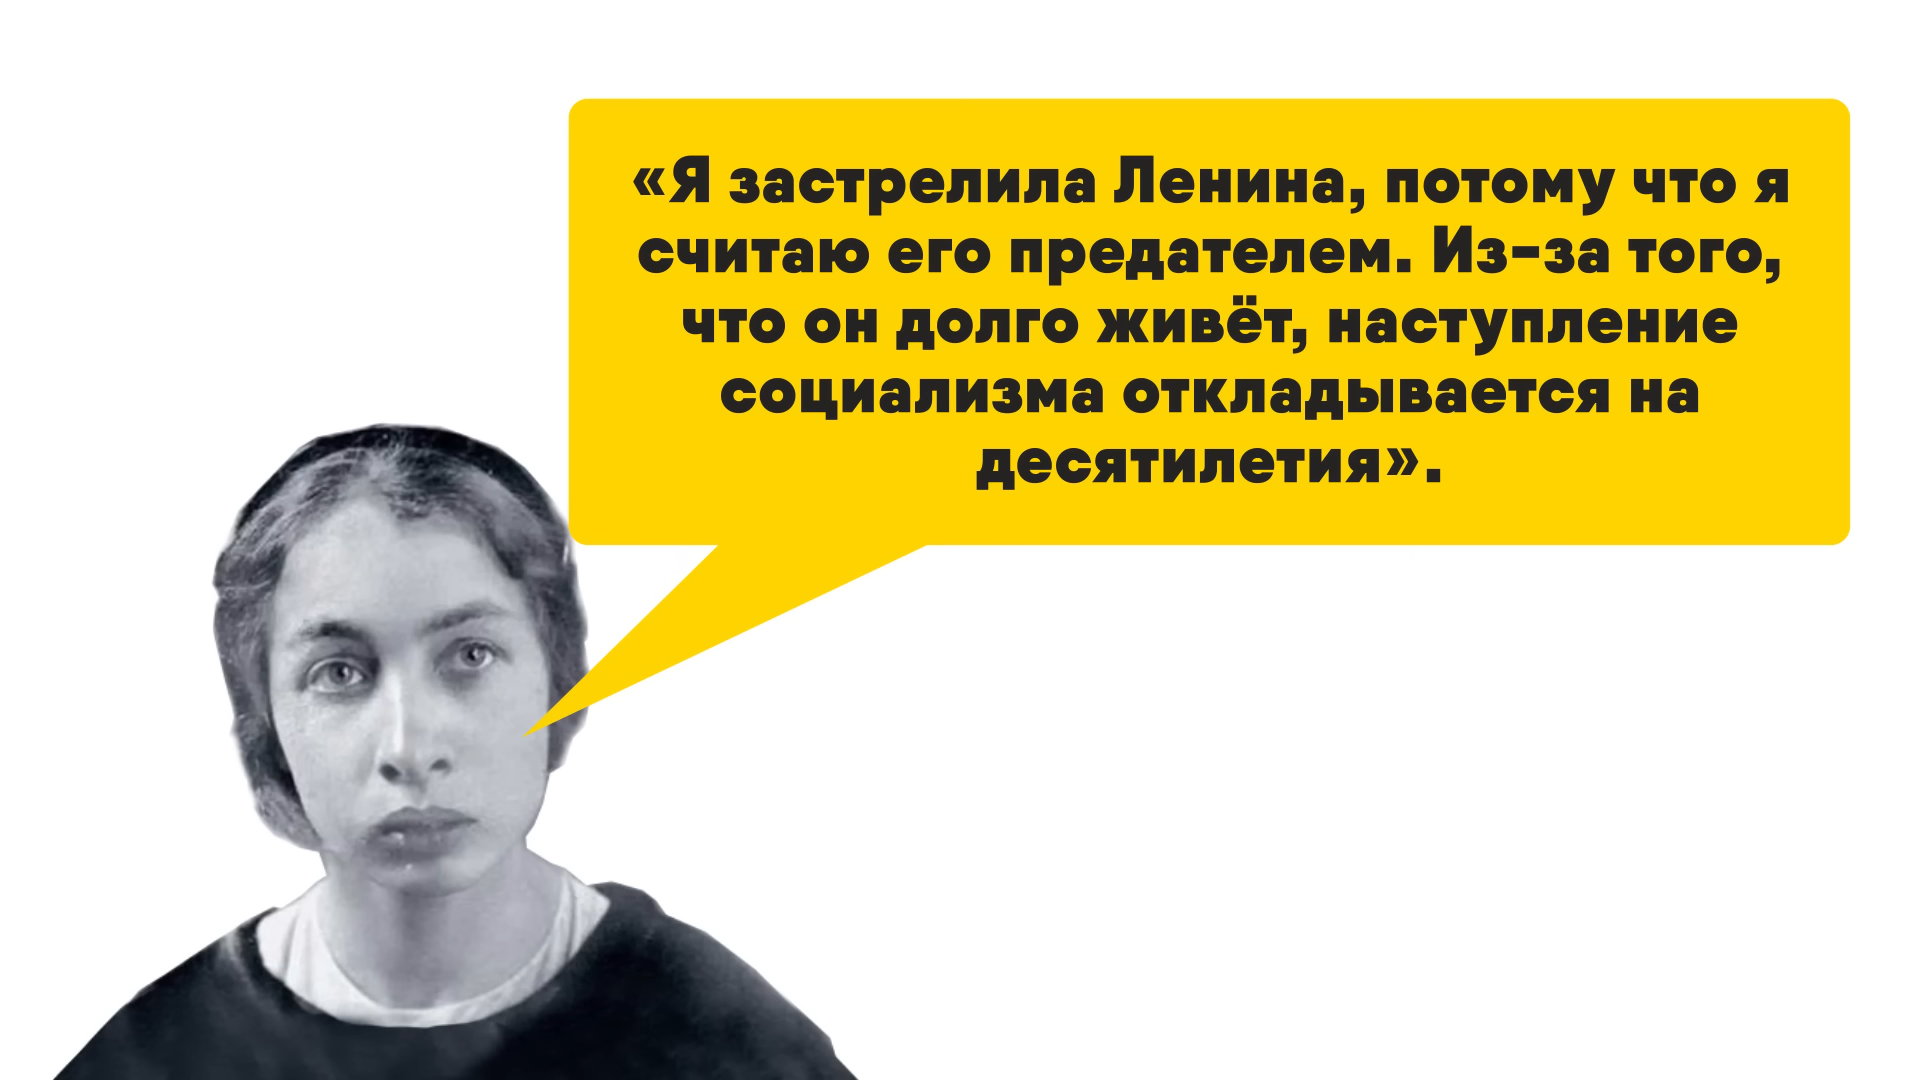 «Я застрелила Ленина, потому что я
считаю его предателем. Из-за того,
что он долго живёт, наступление
социализма откладывается на
десятилетия».